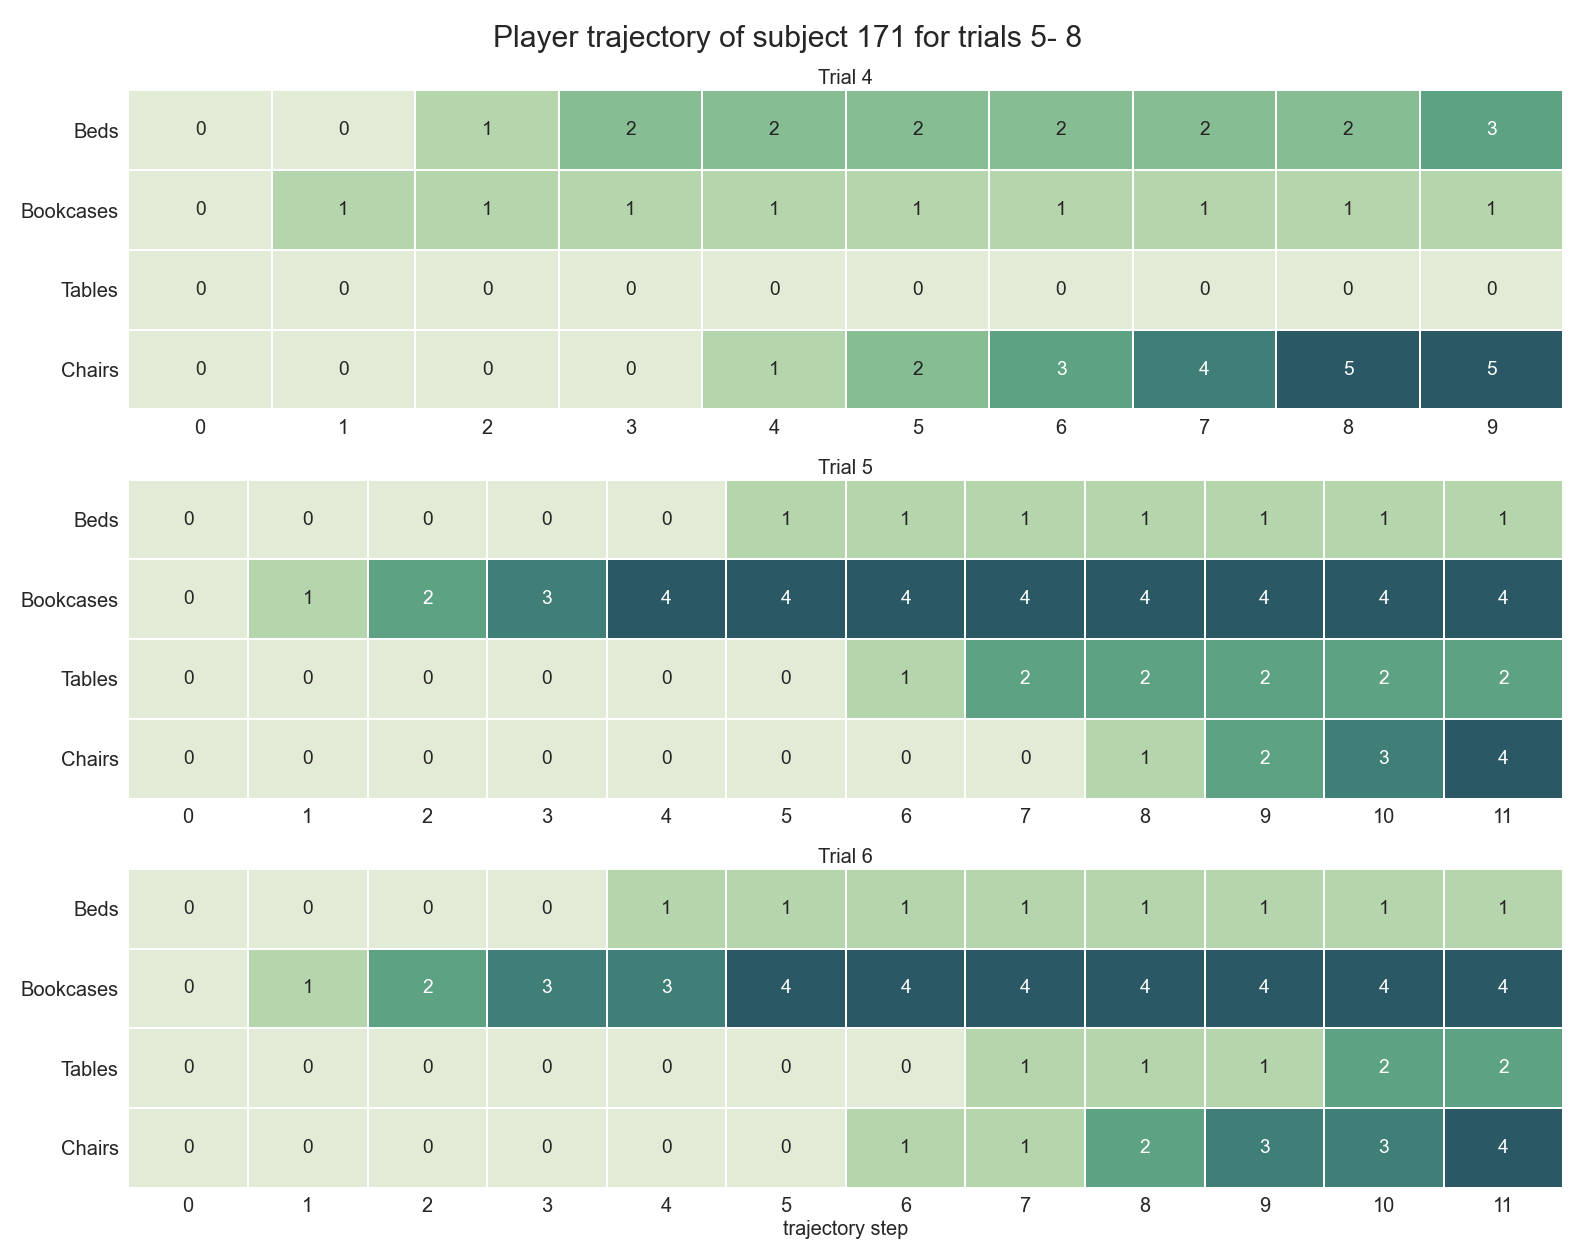 Player trajectory of subject 171 for trials 5- 8
Trial 4
Beds 0 0 1 2 2 2 2 2 2 3
Bookcases 0 1 1 1 1 1 1 1 1 1
Tables 0 0 0 0 0 0 0 0 0 0
Chairs 0 0 0 0 1 2 3 4 5 5
0 1 2 3 4 5 6 7 8 9
Trial 5
Beds 0 0 0 0 0 1 1 1 1 1 1 1
Bookcases 0 1 2 3 4 4 4 4 4 4 4 4
Tables 0 0 0 0 0 0 1 2 2 2 2 2
Chairs 0 0 0 0 0 0 0 0 1 2 3 4
0 1 2 3 4 5 6 7 8 9 10 11
Trial 6
Beds 0 0 0 0 1 1 1 1 1 1 1 1
Bookcases 0 1 2 3 3 4 4 4 4 4 4 4
Tables 0 0 0 0 0 0 0 1 1 1 2 2
Chairs 0 0 0 0 0 0 1 1 2 3 3 4
0 1 2 3 4 5 6 7 8 9 10 11
trajectory step